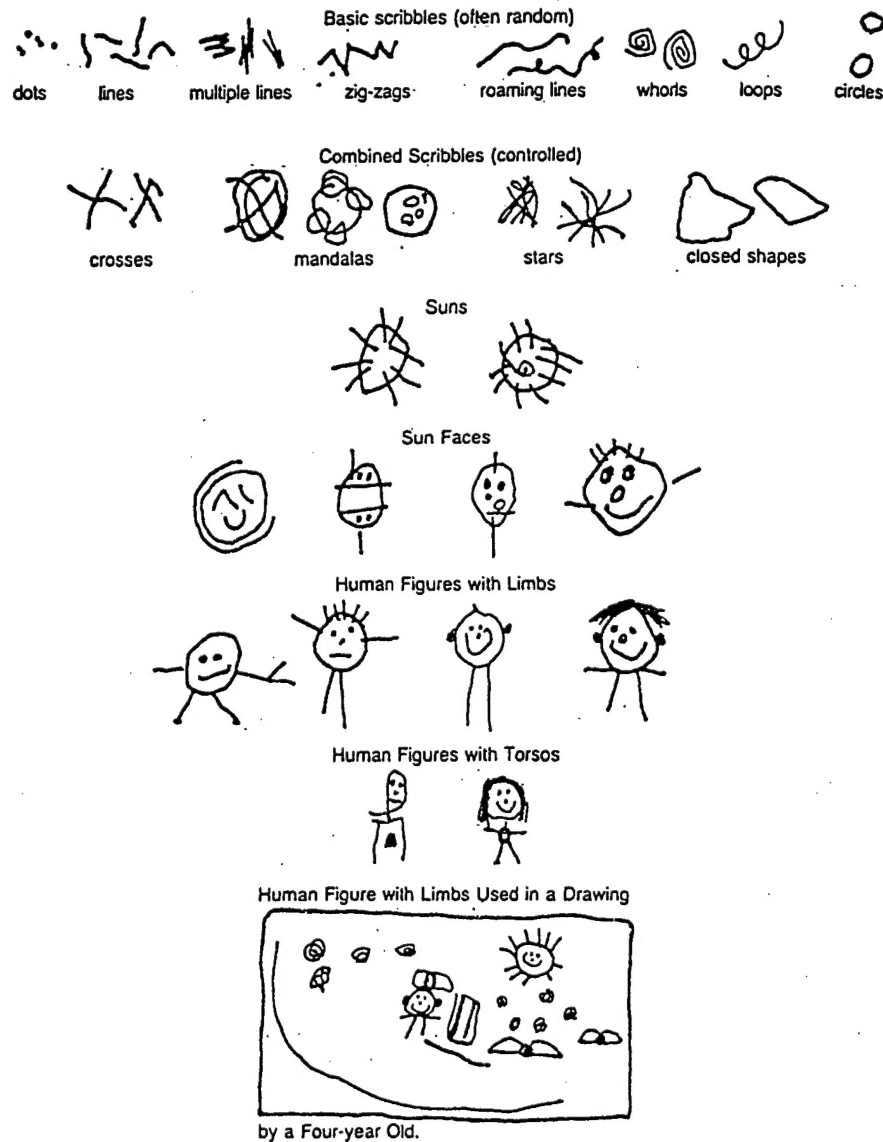 Basic scribbles (often random)
dots lines multiple lines zig-zags roaming lines whorls loops circles
Combined Scribbles (controlled)
crosses mandalas stars closed shapes
Suns
Sun Faces
Human Figures with Limbs
Human Figures with Torsos
Human Figure with Limbs Used in a Drawing
by a Four-year Old.